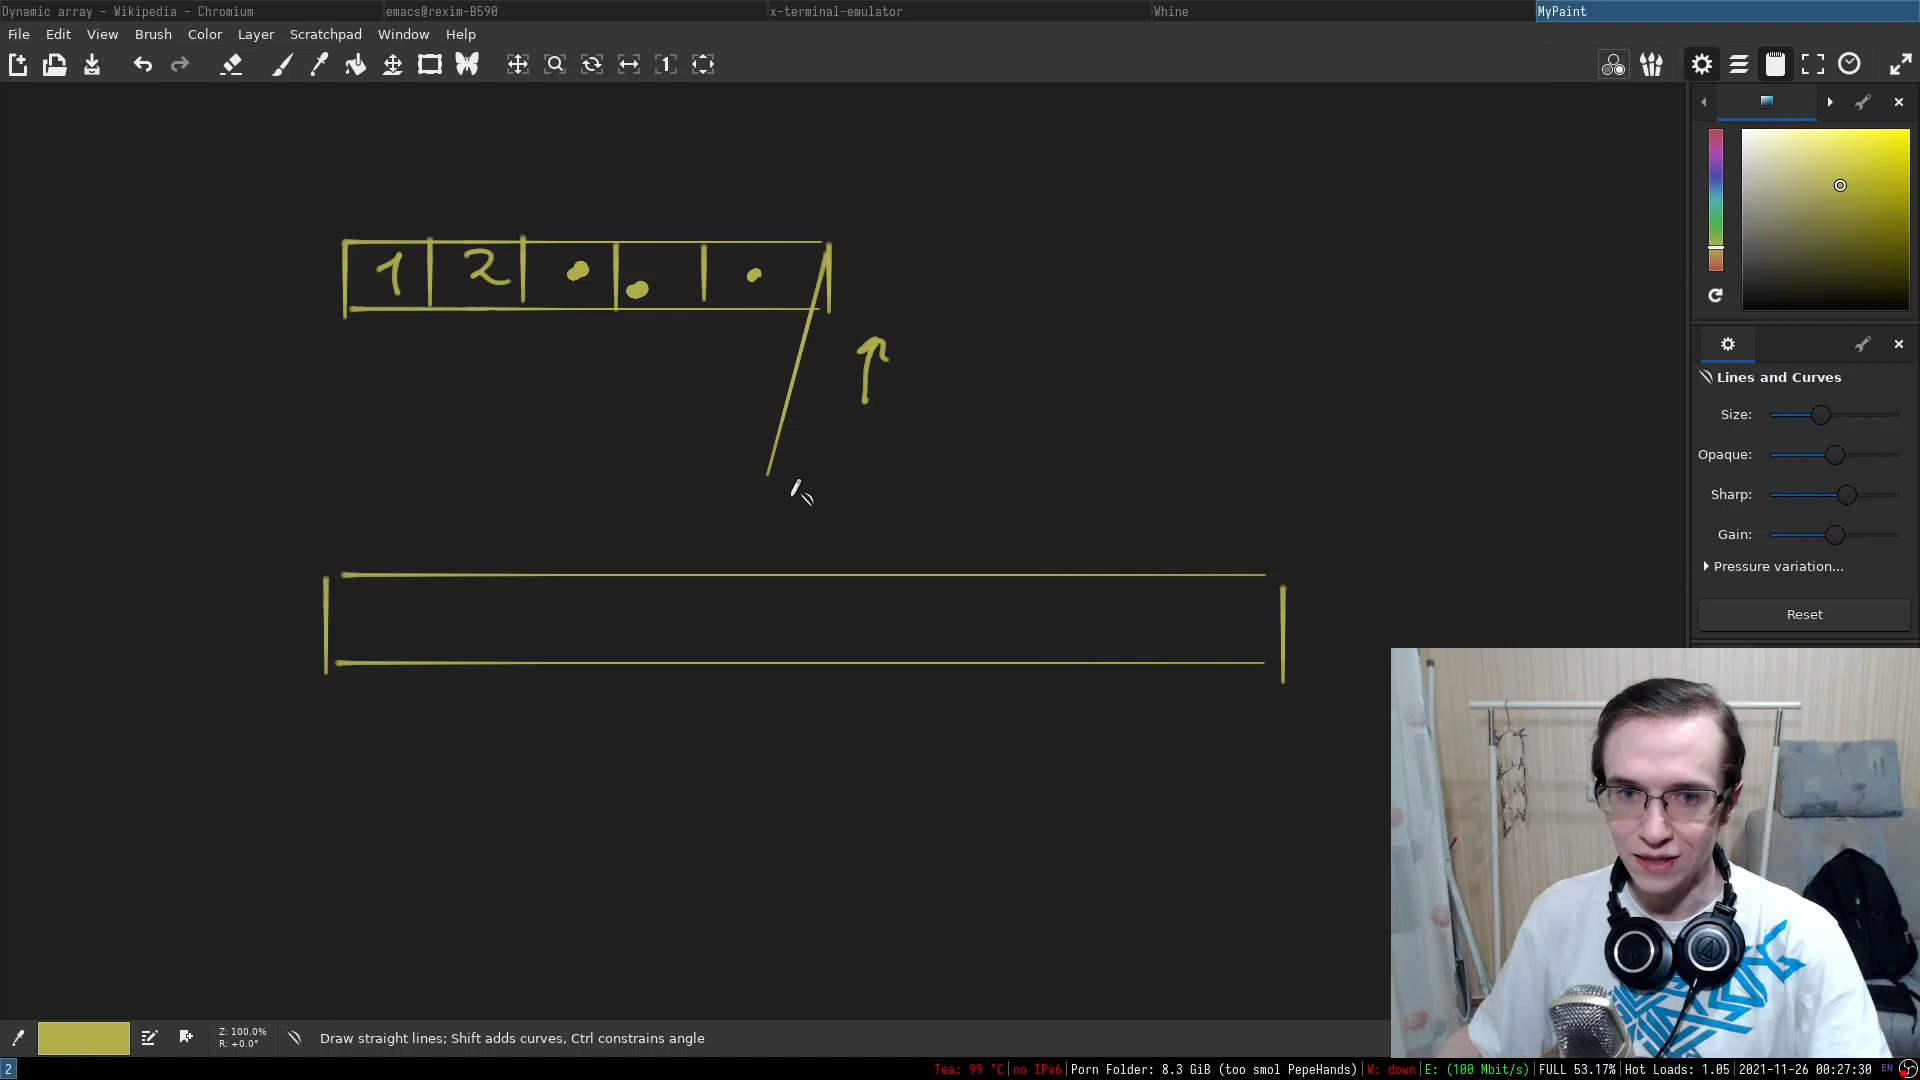 Dynamic array - Wikipedia - Chromium
emacs@rexim-B590
x-terminal-emulator
Whine
MyPaint
File Edit View Brush Color Layer Scratchpad Window Help
1 2
Lines and Curves
Size:
Opaque:
Sharp:
Gain:
Pressure variation...
Reset
Z: 100.0%
R: +0.0°
Draw straight lines; Shift adds curves, Ctrl constrains angle
2 Tea: 99 °C|no IPv6|Porn Folder: 8.3 GiB (too smol PepeHands)|W: down|E: (100 Mbit/s)|FULL 53.17%|Hot Loads: 1.05|2021-11-26 00:27:30 EN